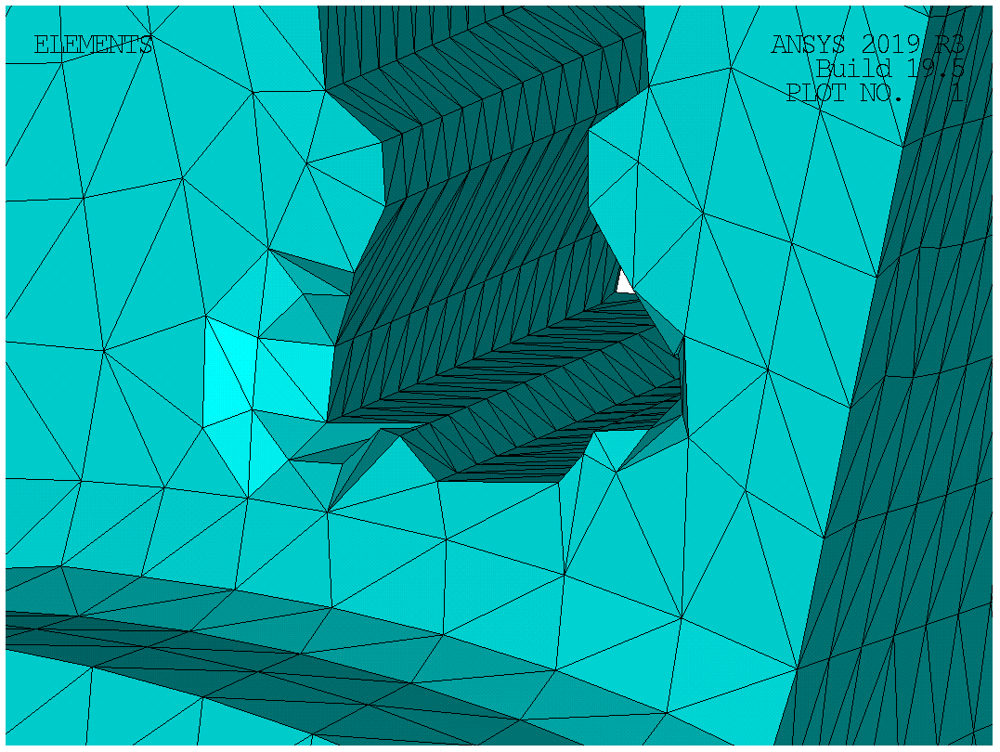 ELEMENTS
ANSYS 2019 R3
Build 19.5
PLOT NO. 1